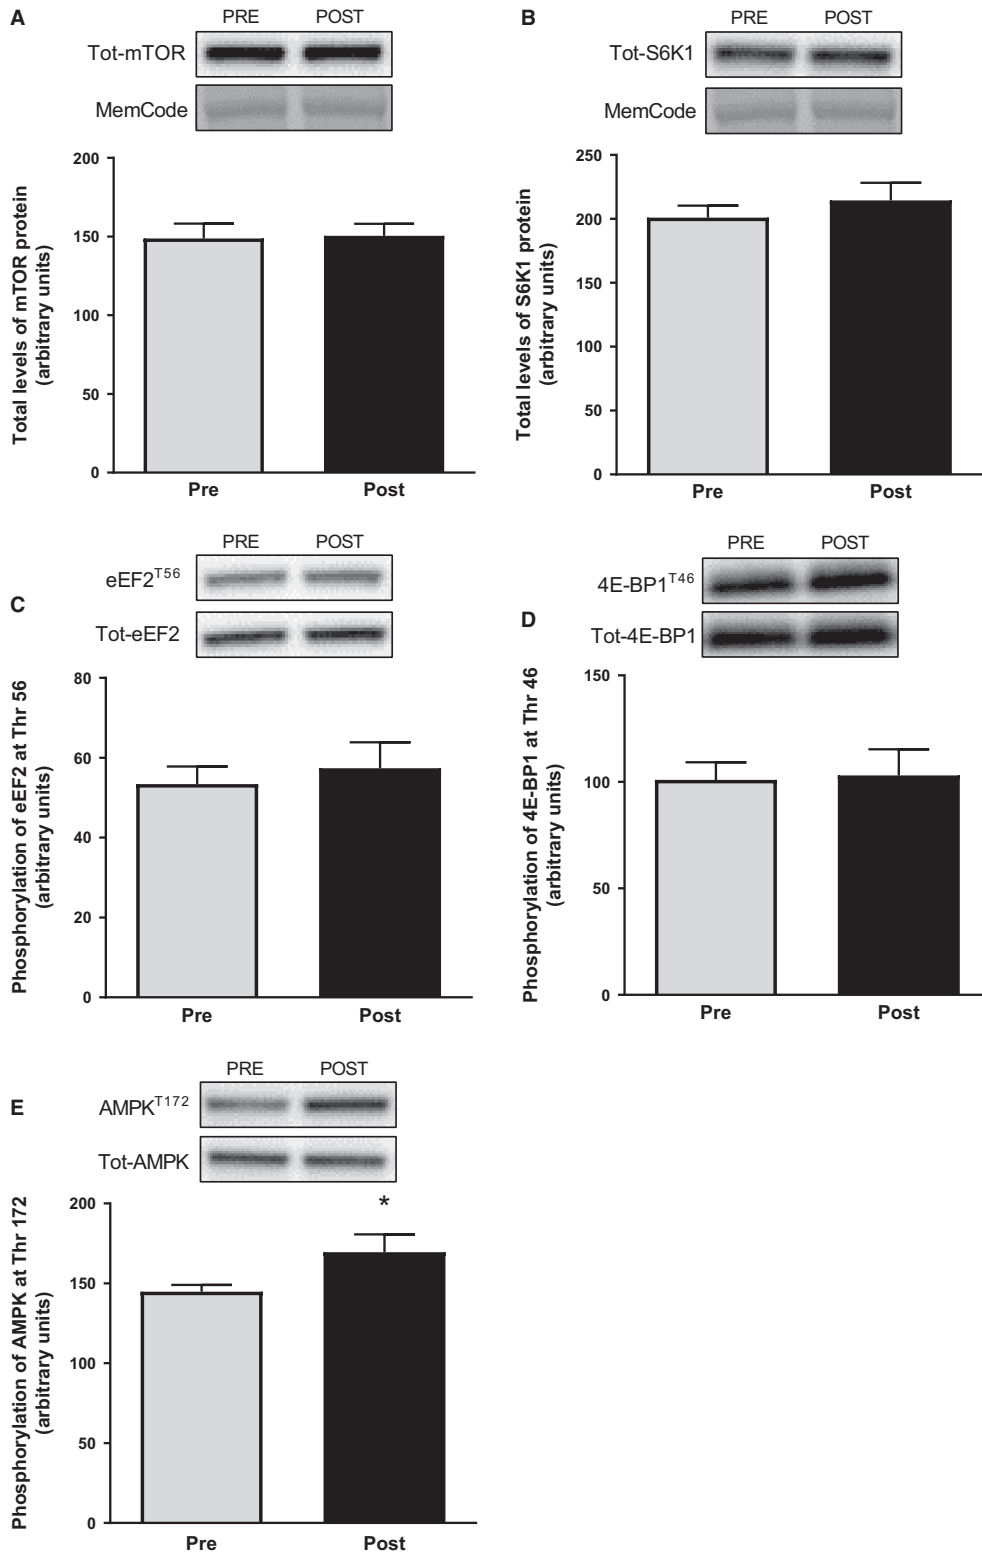 A
PRE POST
Tot-mTOR
MemCode
Total levels of mTOR protein
(arbitrary units)
200
150
100
50
0
Pre Post
B
PRE POST
Tot-S6K1
MemCode
Total levels of S6K1 protein
(arbitrary units)
250
200
150
100
50
0
Pre Post
C
PRE POST
eEF2T56
Tot-eEF2
Phosphorylation of eEF2 at Thr 56
(arbitrary units)
80
60
40
20
0
Pre Post
D
PRE POST
4E-BP1T46
Tot-4E-BP1
Phosphorylation of 4E-BP1 at Thr 46
(arbitrary units)
150
100
50
0
Pre Post
E
PRE POST
AMPKT172
Tot-AMPK
Phosphorylation of AMPK at Thr 172
(arbitrary units)
200
150
100
50
0
*
Pre Post